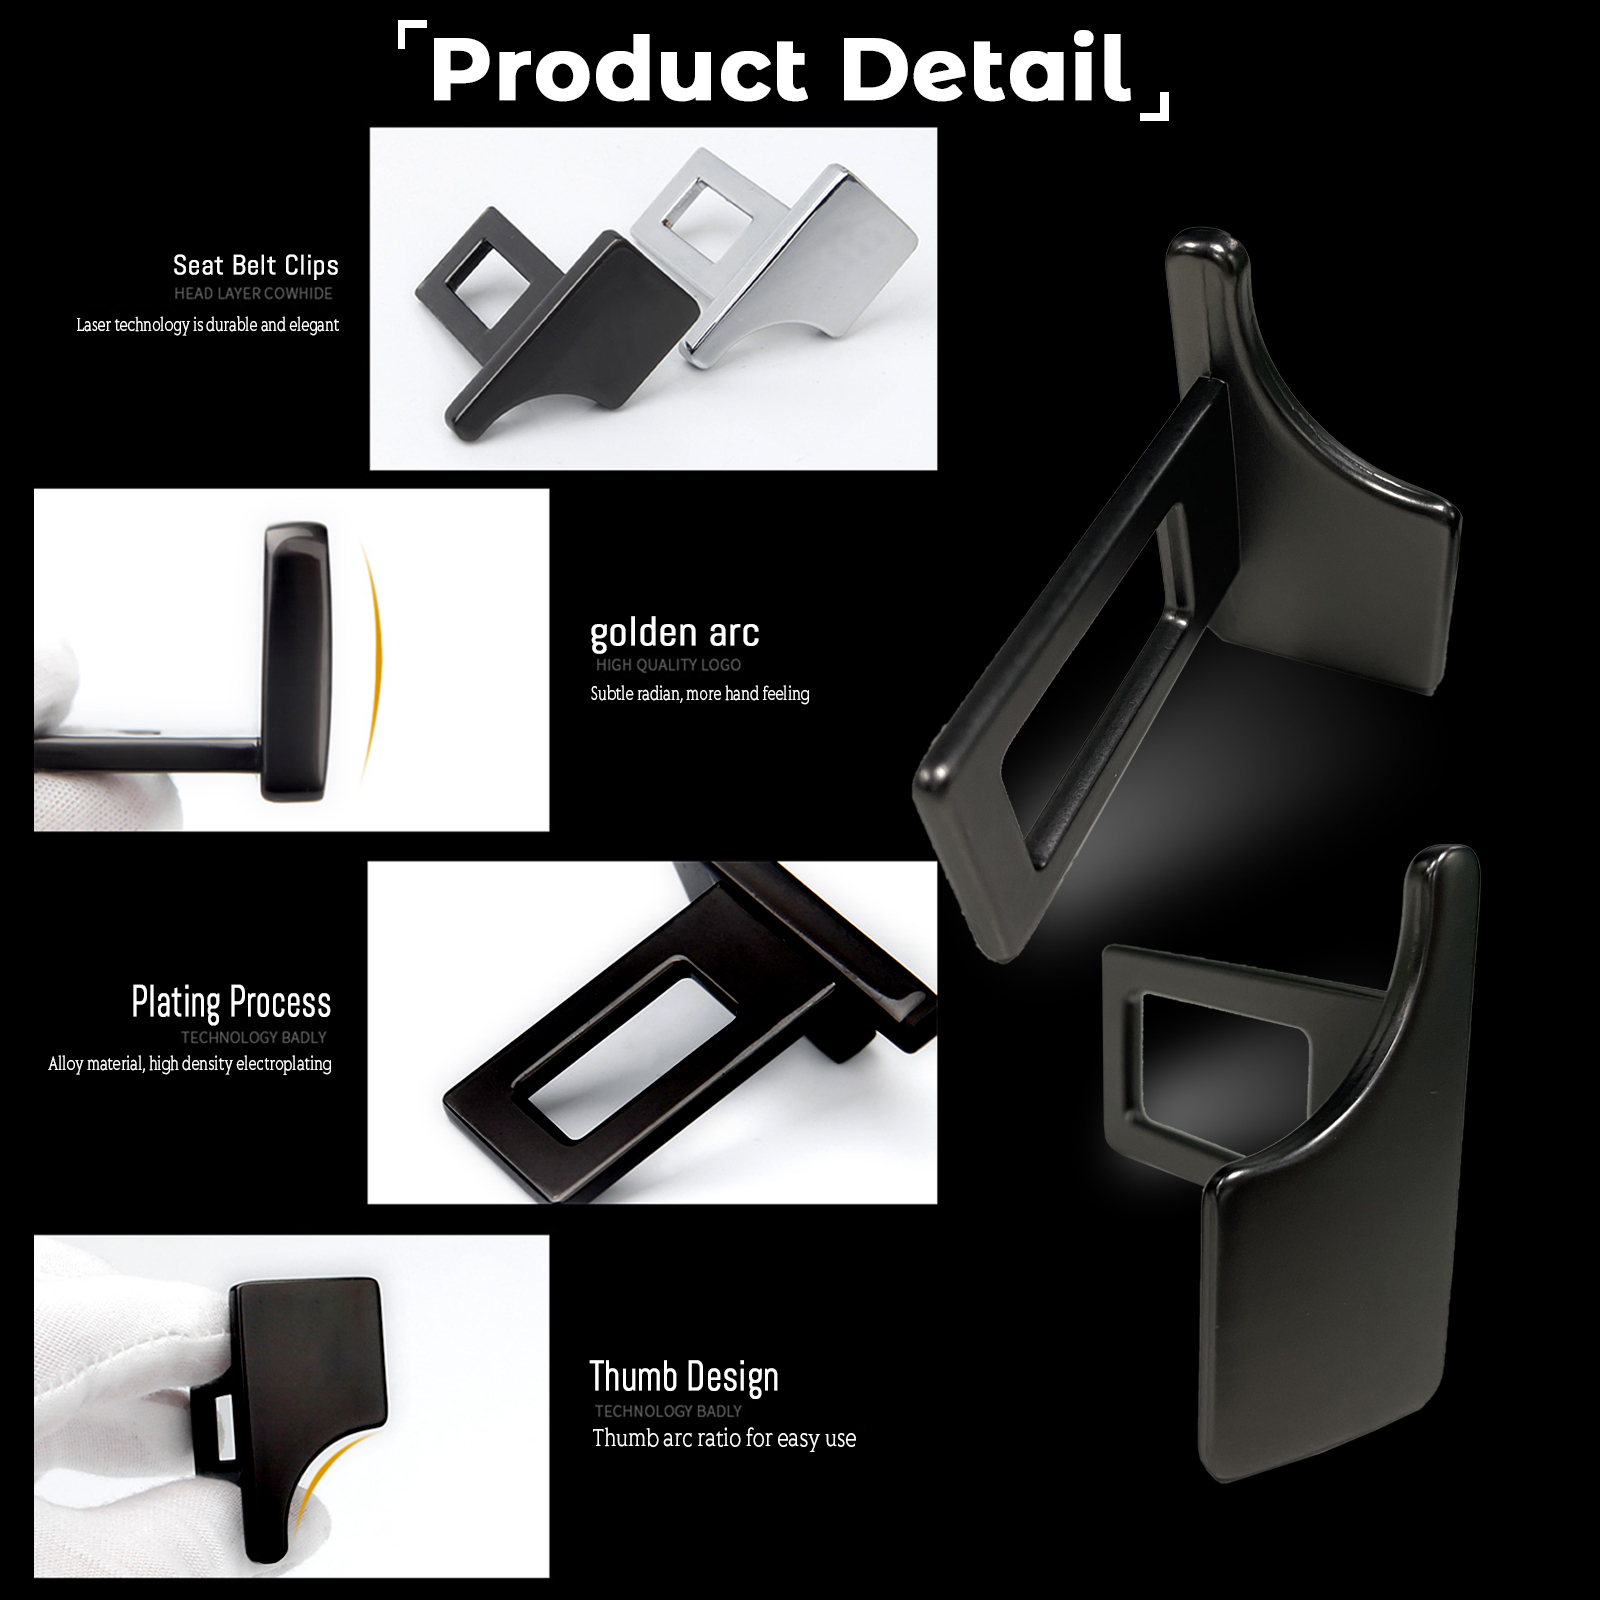 Product Detail
Seat Belt Clips
HEAD LAYER COWHIDE
Laser technology is durable and elegant
golden arc
HIGH QUALITY LOGO
Subtle radian, more hand feeling
Plating Process
TECHNOLOGY BADLY
Alloy material, high density electroplating
Thumb Design
TECHNOLOGY BADLY
Thumb arc ratio for easy use